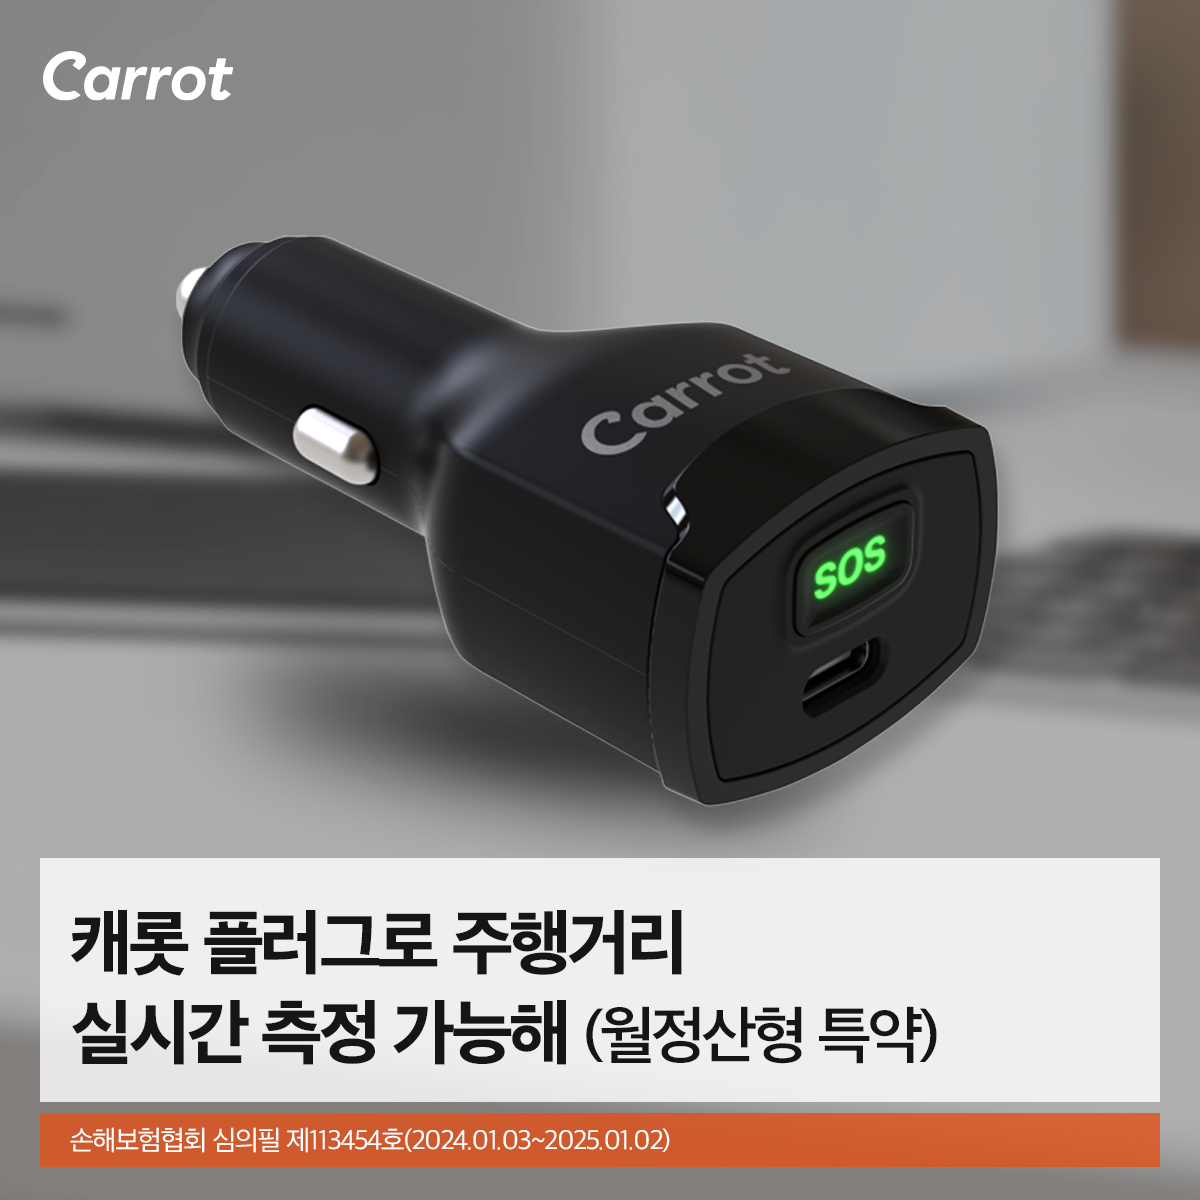 Carrot
Carrot
SOS
캐롯 플러그로 주행거리
실시간 측정 가능해 (월정산형 특약)
손해보험협회 심의필 제113454호(2024.01.03~2025.01.02)